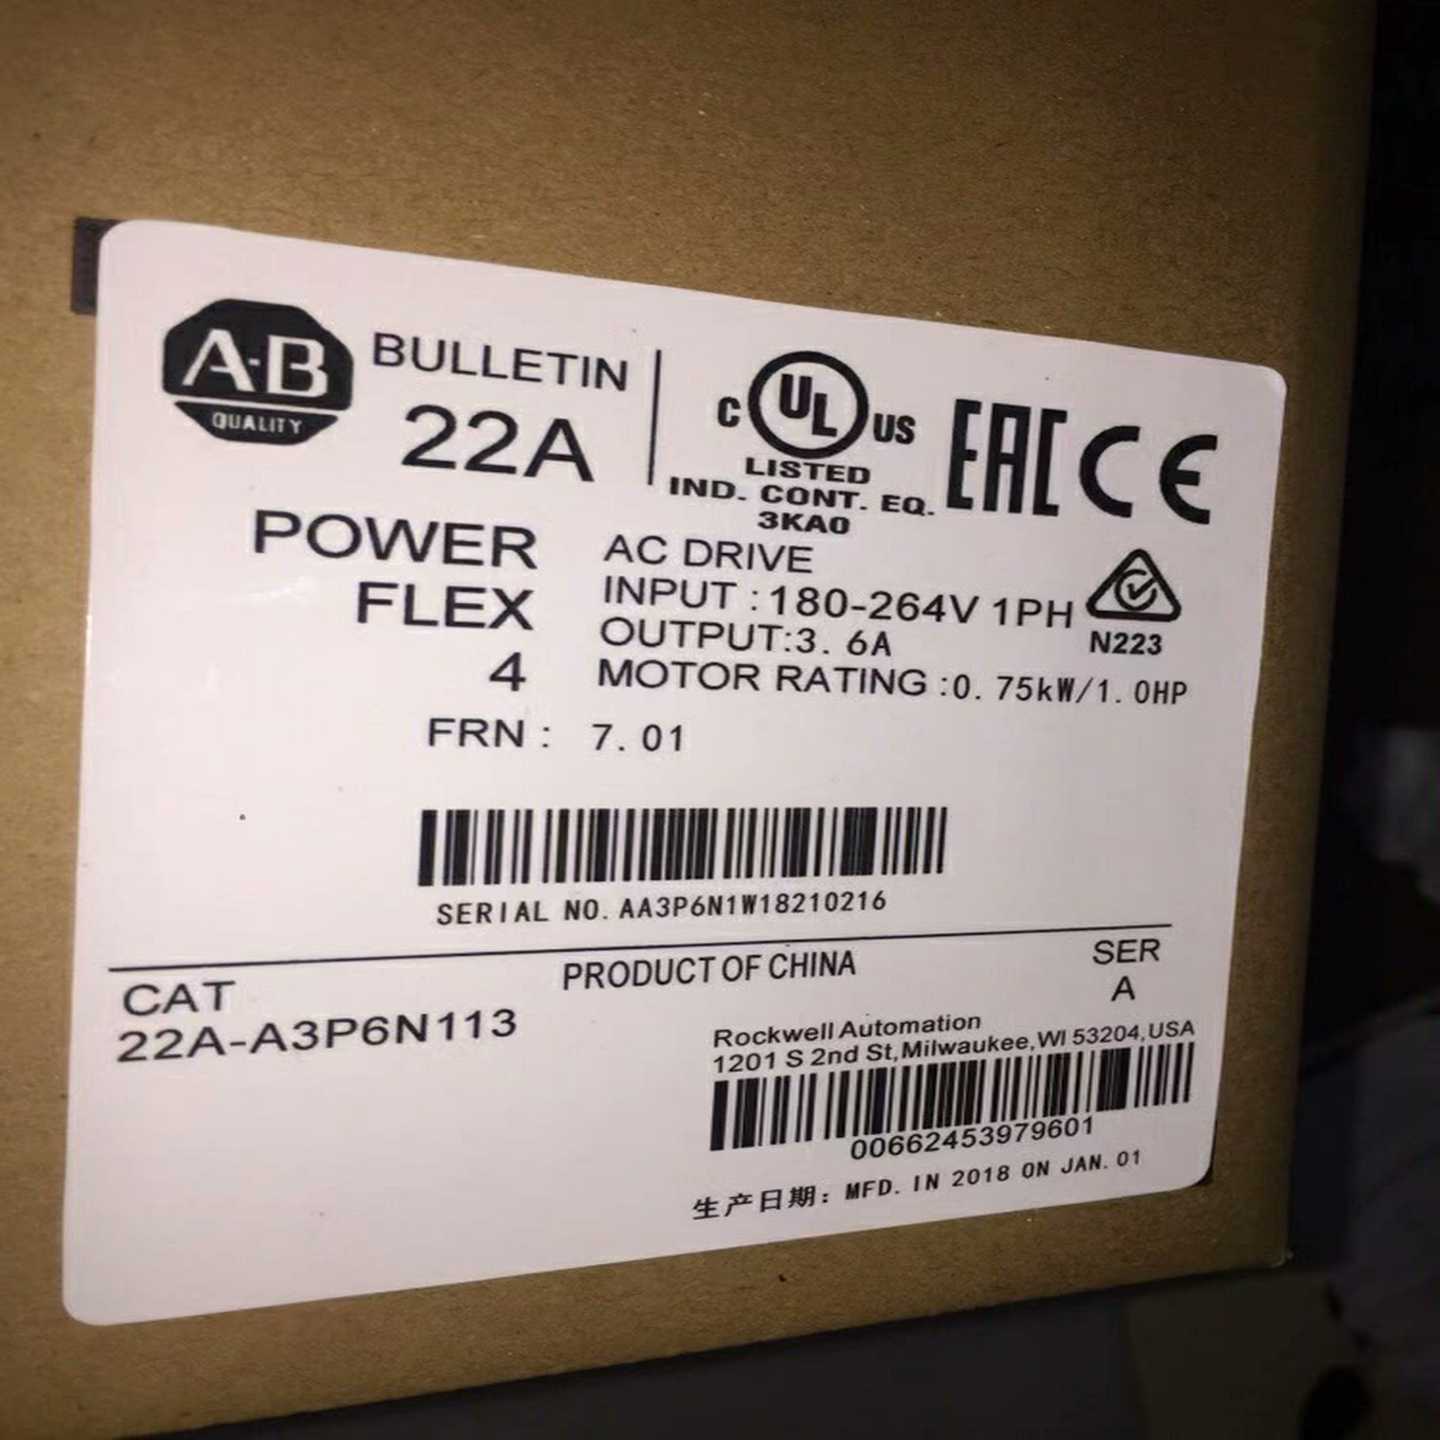 A-B
QUALITY
BULLETIN
22A
C UL US
LISTED
IND. CONT. EQ.
3KA0
EAC CE
POWER
FLEX
4
AC DRIVE
INPUT :180-264V 1PH
OUTPUT:3. 6A
MOTOR RATING :0. 75kW/1. 0HP
N223
FRN : 7. 01
SERIAL NO. AA3P6N1W18210216
CAT
22A-A3P6N113
PRODUCT OF CHINA
SER
A
Rockwell Automation
1201 S 2nd St,Milwaukee,WI 53204,USA
00662453979601
生产日期: MFD. IN 2018 ON JAN. 01